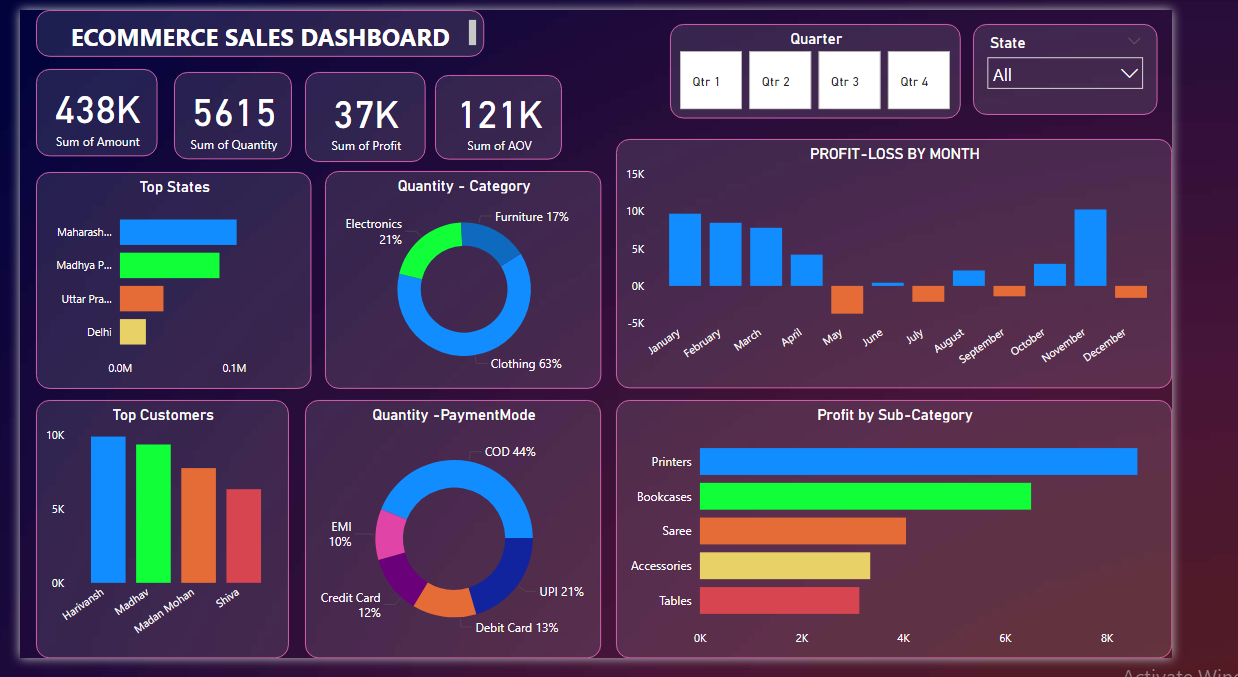 ECOMMERCE SALES DASHBOARD
Quarter
Qtr 1
Qtr 2
Qtr 3
Qtr 4
State
All
438K
Sum of Amount
5615
Sum of Quantity
37K
Sum of Profit
121K
Sum of AOV
Top States
Maharash...
Madhya P...
Uttar Pra...
Delhi
0.0M
0.1M
Quantity - Category
Furniture 17%
Electronics
21%
Clothing 63%
PROFIT-LOSS BY MONTH
15K
10K
5K
0K
-5K
January
February
March
April
May
June
July
August
September
October
November
December
Top Customers
10K
5K
0K
Harivansh
Madhav
Madan Mohan
Shiva
Quantity -PaymentMode
COD 44%
EMI
10%
Credit Card
12%
UPI 21%
Debit Card 13%
Profit by Sub-Category
Printers
Bookcases
Saree
Accessories
Tables
0K
2K
4K
6K
8K